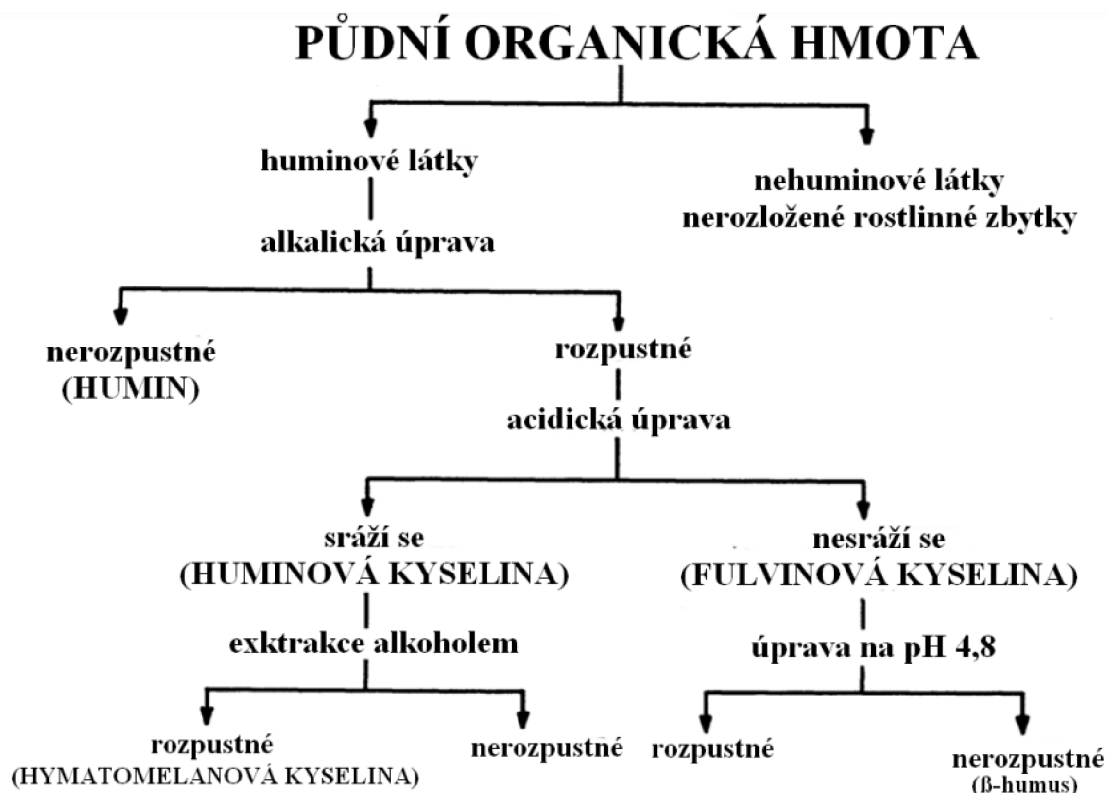 PŮDNÍ ORGANICKÁ HMOTA
huminové látky
nehuminové látky
nerozložené rostlinné zbytky
alkalická úprava
nerozpustné
(HUMIN)
rozpustné
acidická úprava
sráží se
(HUMINOVÁ KYSELINA)
nesráží se
(FULVINOVÁ KYSELINA)
exktrakce alkoholem
úprava na pH 4,8
rozpustné
(HYMATOMELANOVÁ KYSELINA)
nerozpustné
rozpustné
nerozpustné
(ß-humus)